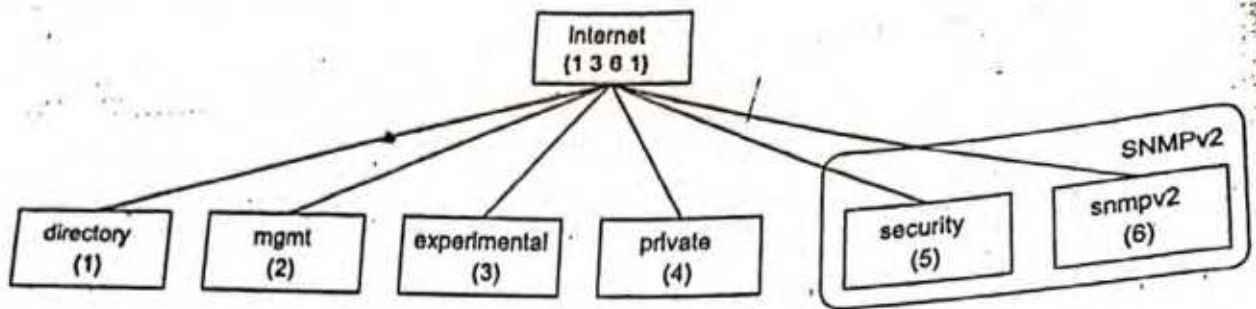 Internet
{1 3 6 1}
SNMPv2
directory
(1)
mgmt
(2)
experimental
(3)
private
(4)
security
(5)
snmpv2
(6)